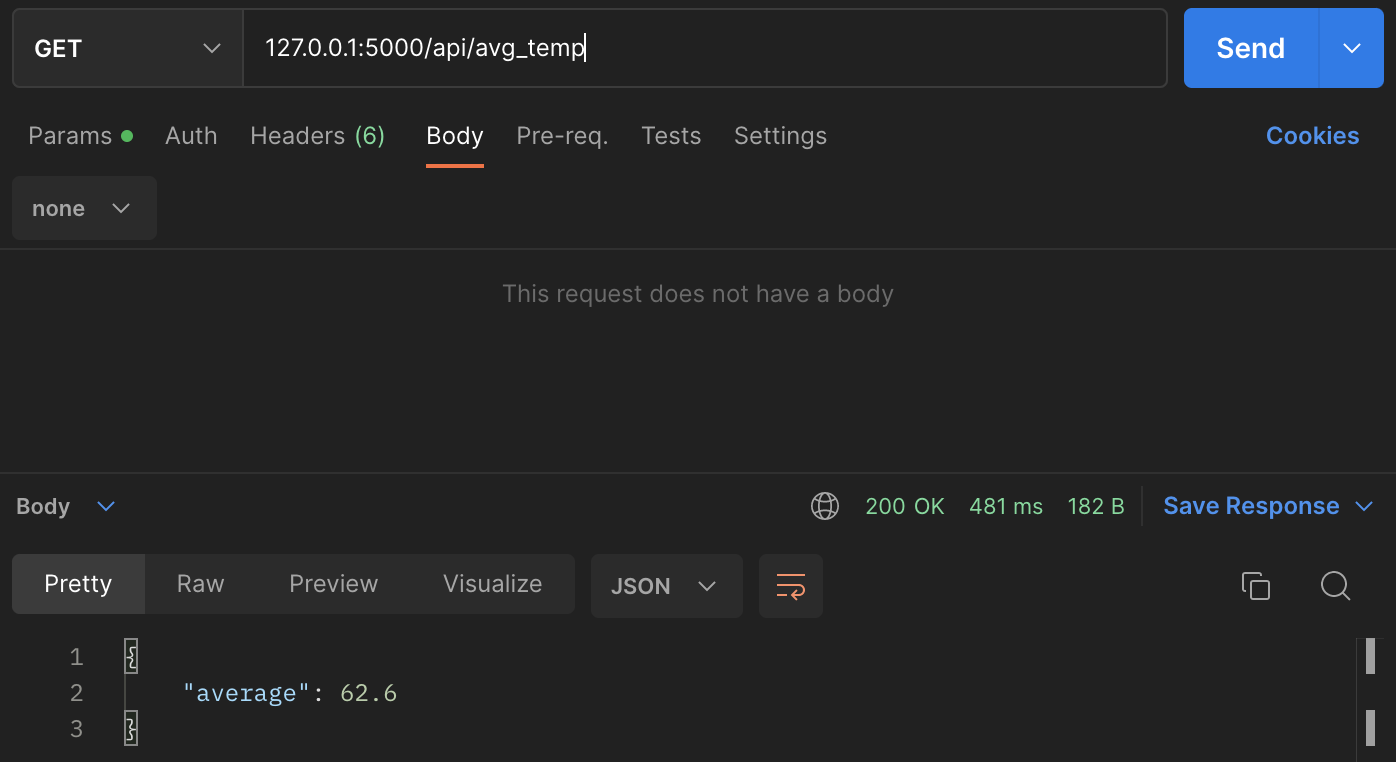 GET 127.0.0.1:5000/api/avg_temp Send
Params Auth Headers (6) Body Pre-req. Tests Settings Cookies
none
This request does not have a body
Body 200 OK 481 ms 182 B Save Response
Pretty Raw Preview Visualize JSON
1 {
2 "average": 62.6
3 }